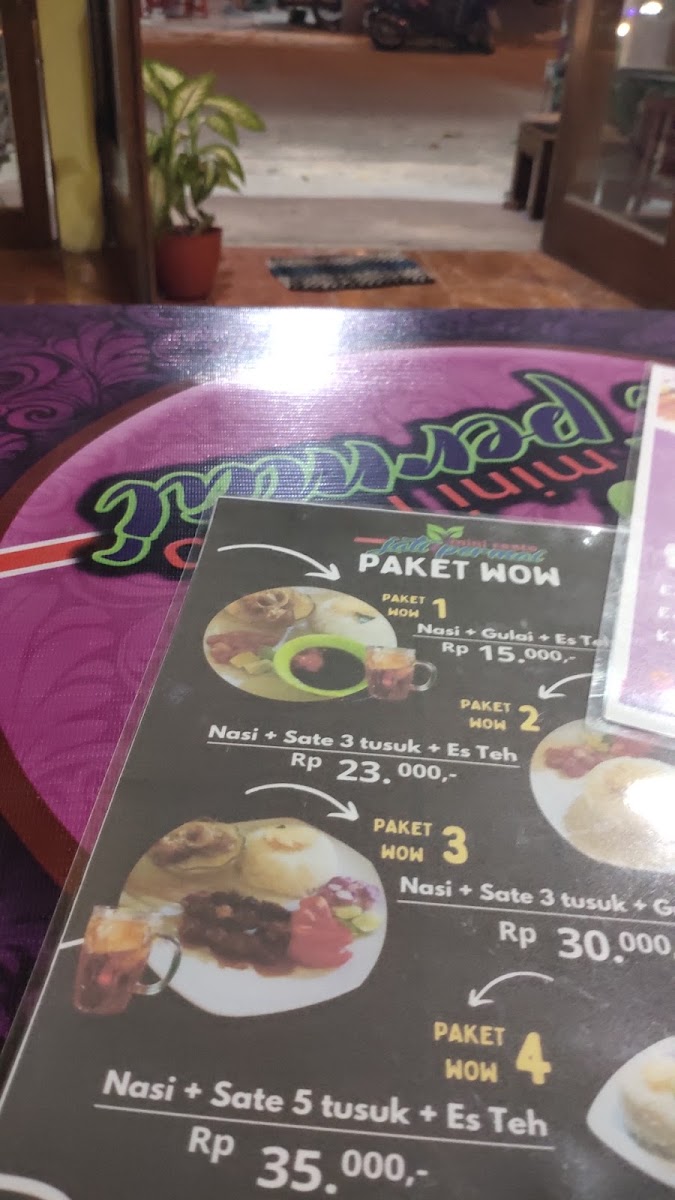 permai
mini
mini resto
PAKET WOW
PAKET WOW 1
Nasi + Gulai + Es Teh
Rp 15.000,-
PAKET WOW 2
Nasi + Sate 3 tusuk + Es Teh
Rp 23.000,-
PAKET WOW 3
Nasi + Sate 3 tusuk + G
Rp 30.000,
PAKET WOW 4
Nasi + Sate 5 tusuk + Es Teh
Rp 35.000,-